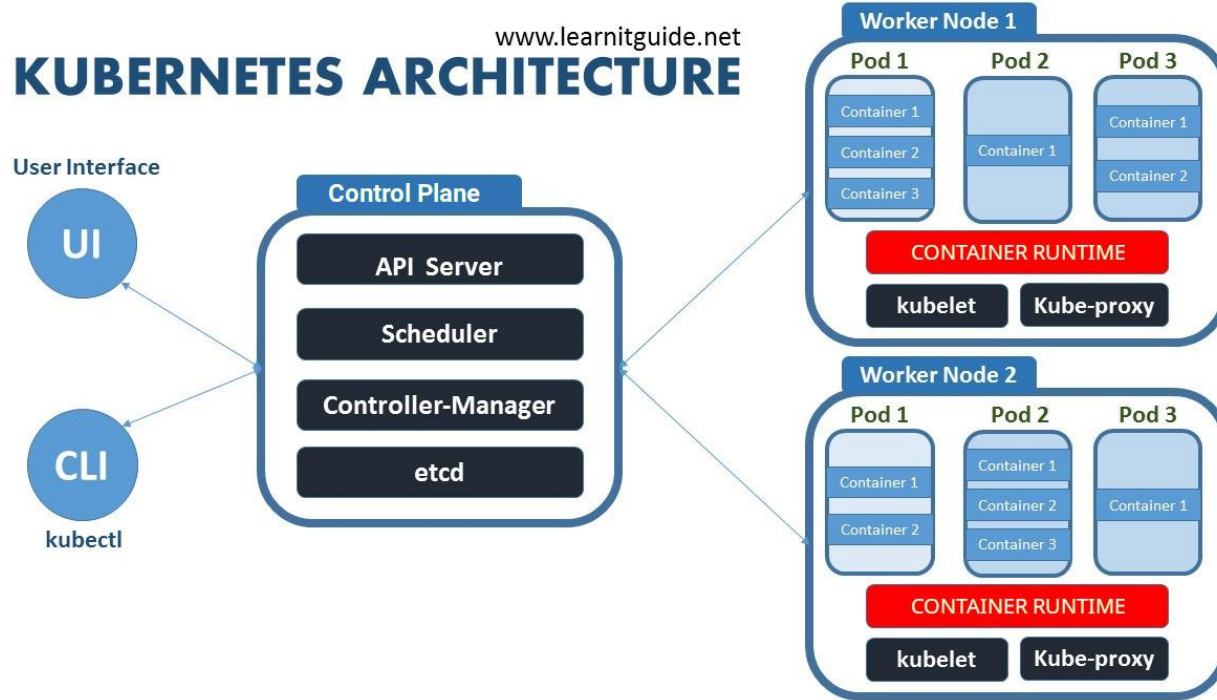 www.learnitguide.net
KUBERNETES ARCHITECTURE
User Interface
UI
CLI
kubectl
Control Plane
API Server
Scheduler
Controller-Manager
etcd
Worker Node 1
Pod 1 Pod 2 Pod 3
Container 1
Container 2
Container 3
Container 1
Container 1
Container 2
CONTAINER RUNTIME
kubelet Kube-proxy
Worker Node 2
Pod 1 Pod 2 Pod 3
Container 1
Container 2
Container 1
Container 2
Container 3
Container 1
CONTAINER RUNTIME
kubelet Kube-proxy